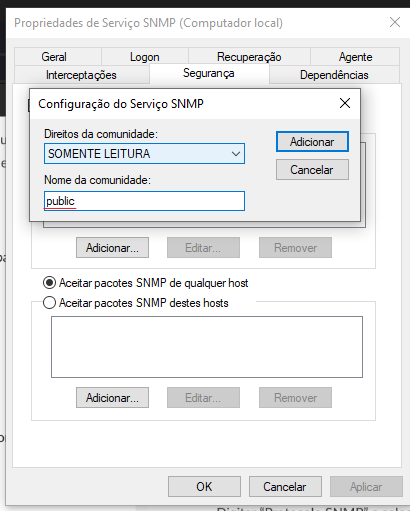 Propriedades de Serviço SNMP (Computador local)
Geral Logon Recuperação Agente
Interceptações Segurança Dependências
Configuração do Serviço SNMP
Direitos da comunidade:
SOMENTE LEITURA
Adicionar
Cancelar
Nome da comunidade:
public
Adicionar... Editar... Remover
Aceitar pacotes SNMP de qualquer host
Aceitar pacotes SNMP destes hosts
Adicionar... Editar... Remover
OK Cancelar Aplicar